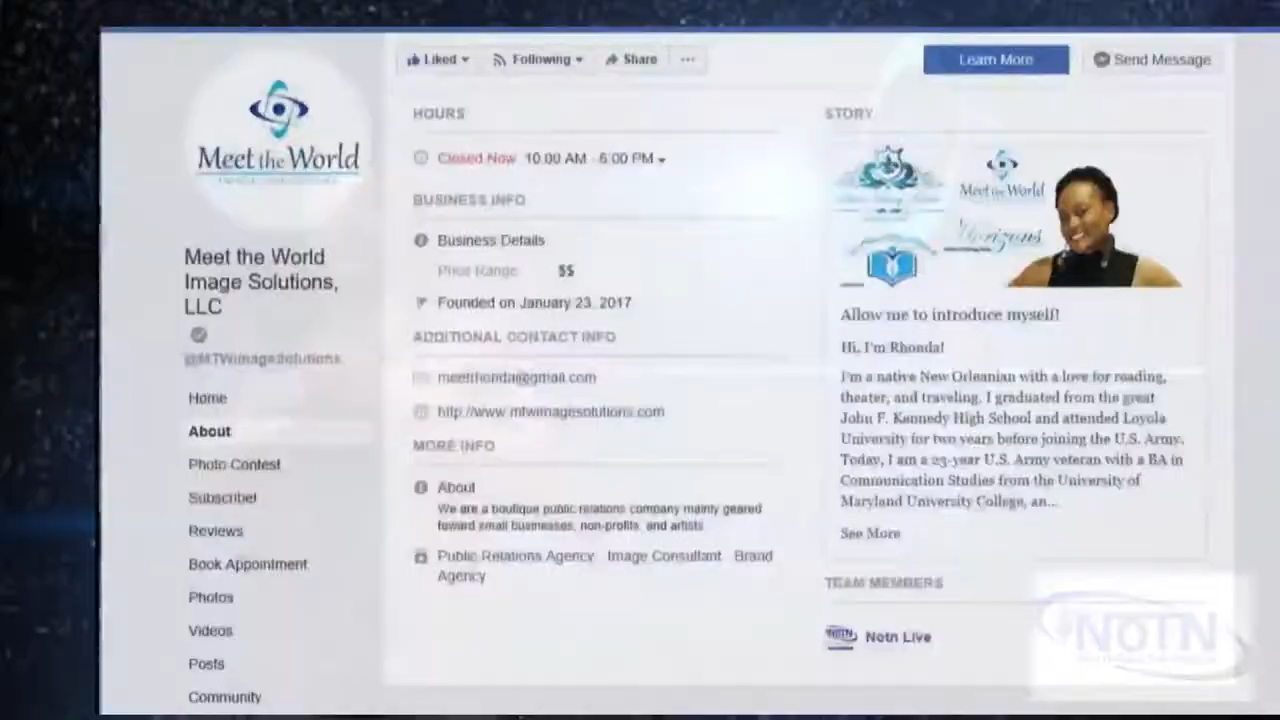 Meet the World
Meet the World
Image Solutions,
LLC
@MTWimageSolutions
Home
About
Photo Contest
Subscribe!
Reviews
Book Appointment
Photos
Videos
Posts
Community
Liked
Following
Share
...
Learn More
Send Message
HOURS
Closed Now 10:00 AM - 6:00 PM
BUSINESS INFO
Business Details
Price Range $$
Founded on January 23, 2017
ADDITIONAL CONTACT INFO
meetrhonda@gmail.com
http://www.mtwimagesolutions.com
MORE INFO
About
We are a boutique public relations company mainly geared
toward small businesses, non-profits, and artists
Public Relations Agency Image Consultant Brand
Agency
STORY
Meet the World
Horizons
Allow me to introduce myself!
Hi, I'm Rhonda!
I'm a native New Orleanian with a love for reading,
theater, and traveling. I graduated from the great
John F. Kennedy High School and attended Loyola
University for two years before joining the U.S. Army.
Today, I am a 23-year U.S. Army veteran with a BA in
Communication Studies from the University of
Maryland University College, an...
See More
TEAM MEMBERS
NOTN
Notn Live
NOTN